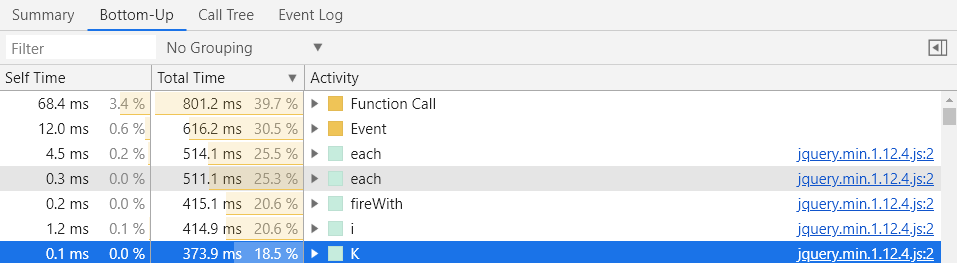 Summary Bottom-Up Call Tree Event Log
Filter No Grouping ▼
Self Time Total Time ▼ Activity
68.4 ms 3.4 % 801.2 ms 39.7 % Function Call
12.0 ms 0.6 % 616.2 ms 30.5 % Event
4.5 ms 0.2 % 514.1 ms 25.5 % each jquery.min.1.12.4.js:2
0.3 ms 0.0 % 511.1 ms 25.3 % each jquery.min.1.12.4.js:2
0.2 ms 0.0 % 415.1 ms 20.6 % fireWith jquery.min.1.12.4.js:2
1.2 ms 0.1 % 414.9 ms 20.6 % i jquery.min.1.12.4.js:2
0.1 ms 0.0 % 373.9 ms 18.5 % K jquery.min.1.12.4.js:2